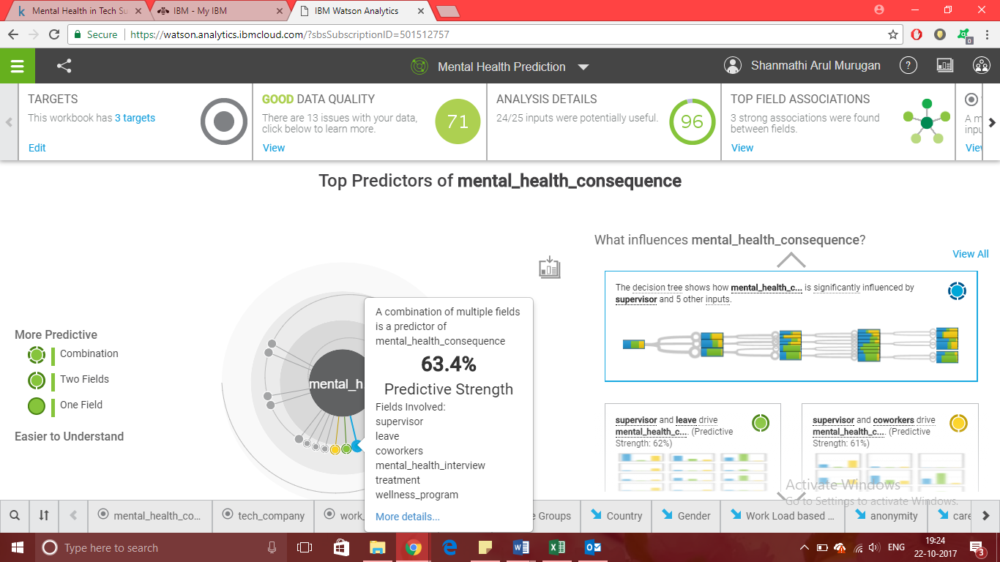 Mental Health in Tech Su
IBM - My IBM
IBM Watson Analytics
Secure
https://watson.analytics.ibmcloud.com/?sbsSubscriptionID=501512757
0
Mental Health Prediction
Shanmathi Arul Murugan
?
TARGETS
This workbook has 3 targets
Edit
GOOD DATA QUALITY
There are 13 issues with your data,
click below to learn more.
View
71
ANALYSIS DETAILS
24/25 inputs were potentially useful.
96
TOP FIELD ASSOCIATIONS
3 strong associations were found
between fields.
View
A m
inpu
View
Top Predictors of mental_health_consequence
More Predictive
Combination
Two Fields
One Field
Easier to Understand
mental_h
A combination of multiple fields
is a predictor of
mental_health_consequence
63.4%
Predictive Strength
Fields Involved:
supervisor
leave
coworkers
mental_health_interview
treatment
wellness_program
More details...
What influences mental_health_consequence?
View All
The decision tree shows how mental_health_c... is significantly influenced by
supervisor and 5 other inputs.
supervisor and leave drive
mental_health_c.... (Predictive
Strength: 62%)
supervisor and coworkers drive
mental_health_c.... (Predictive
Strength: 61%)
Activate Windows
Go to Settings to activate Windows.
mental_health_co...
tech_company
work_
e Groups
Country
Gender
Work Load based ...
anonymity
care
Type here to search
ENG
19:24
22-10-2017
3